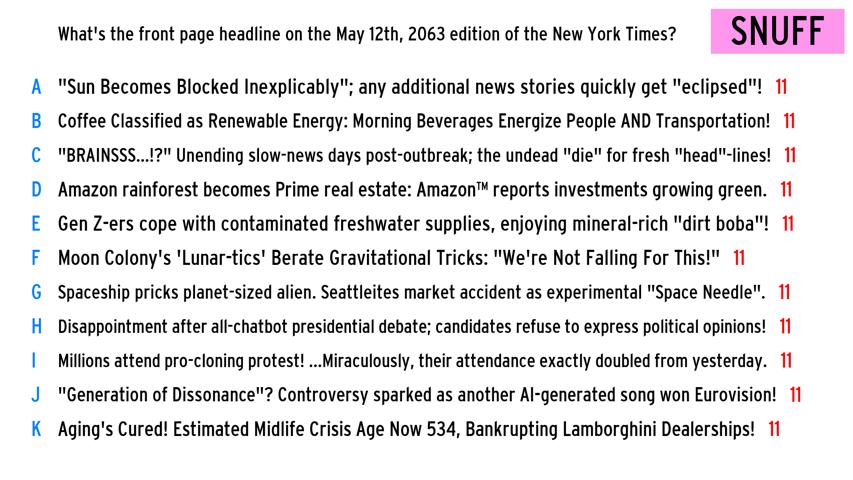 What's the front page headline on the May 12th, 2063 edition of the New York Times?
SNUFF
A "Sun Becomes Blocked Inexplicably"; any additional news stories quickly get "eclipsed"! 11
B Coffee Classified as Renewable Energy: Morning Beverages Energize People AND Transportation! 11
C "BRAINSSS...!?" Unending slow-news days post-outbreak; the undead "die" for fresh "head"-lines! 11
D Amazon rainforest becomes Prime real estate: Amazon™ reports investments growing green. 11
E Gen Z-ers cope with contaminated freshwater supplies, enjoying mineral-rich "dirt boba"! 11
F Moon Colony's 'Lunar-tics' Berate Gravitational Tricks: "We're Not Falling For This!" 11
G Spaceship pricks planet-sized alien. Seattleites market accident as experimental "Space Needle". 11
H Disappointment after all-chatbot presidential debate; candidates refuse to express political opinions! 11
I Millions attend pro-cloning protest! ...Miraculously, their attendance exactly doubled from yesterday. 11
J "Generation of Dissonance"? Controversy sparked as another AI-generated song won Eurovision! 11
K Aging's Cured! Estimated Midlife Crisis Age Now 534, Bankrupting Lamborghini Dealerships! 11